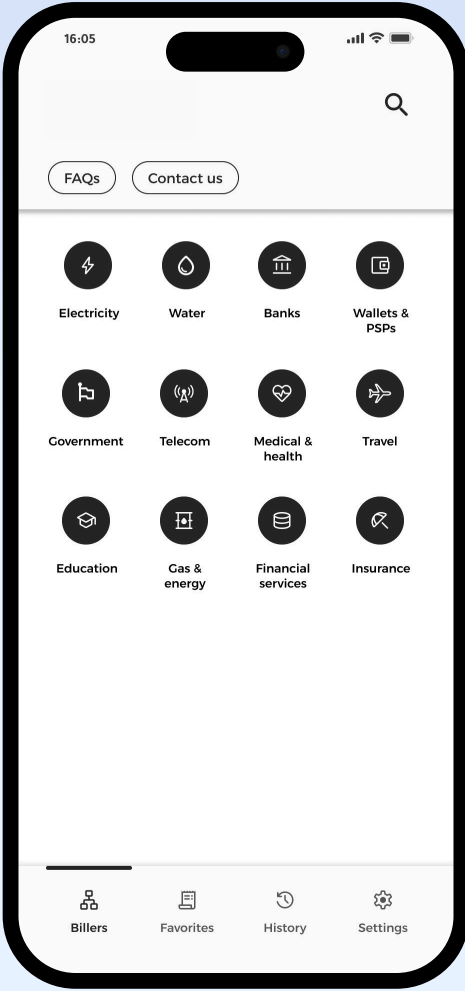 16:05
FAQs
Contact us
Electricity
Water
Banks
Wallets &
PSPs
Government
Telecom
Medical &
health
Travel
Education
Gas &
energy
Financial
services
Insurance
Billers
Favorites
History
Settings